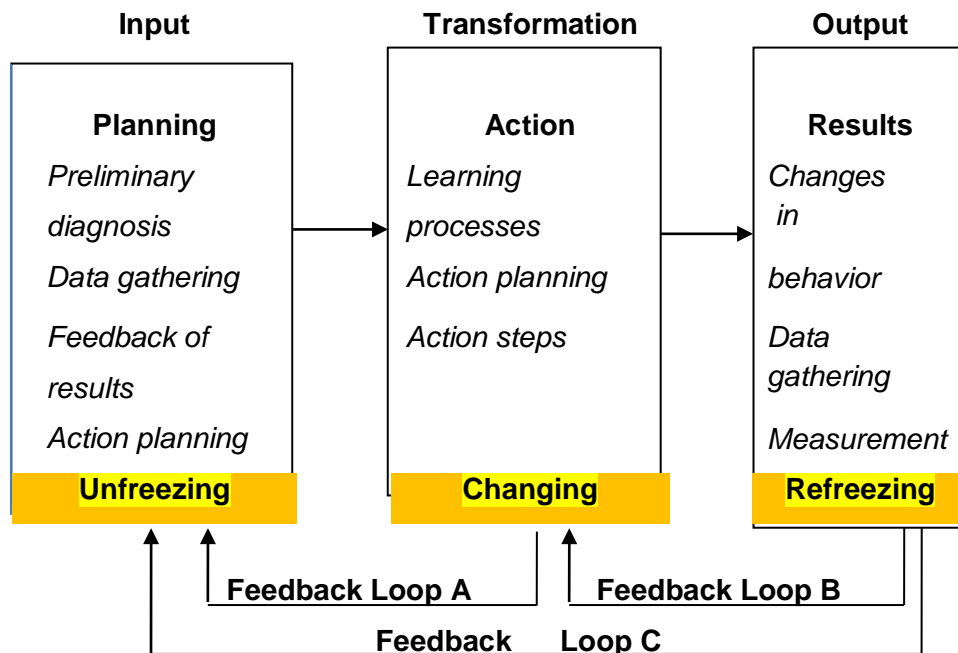 Input
Transformation
Output
Planning
Preliminary
diagnosis
Data gathering
Feedback of
results
Action planning
Unfreezing
Action
Learning
processes
Action planning
Action steps
Changing
Results
Changes
in
behavior
Data
gathering
Measurement
Refreezing
Feedback Loop A
Feedback Loop B
Feedback Loop C